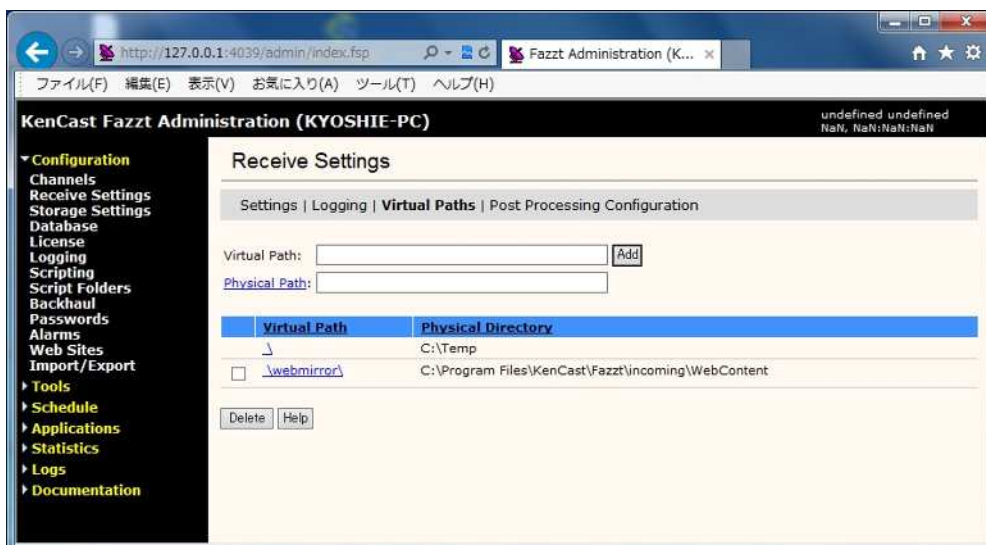 http://127.0.0.1:4039/admin/index.fsp
Fazzt Administration (K...
ファイル(F) 編集(E) 表示(V) お気に入り(A) ツール(T) ヘルプ(H)
KenCast Fazzt Administration (KYOSHIE-PC)
undefined undefined
NaN, NaN:NaN:NaN
Configuration
Channels
Receive Settings
Storage Settings
Database
License
Logging
Scripting
Script Folders
Backhaul
Passwords
Alarms
Web Sites
Import/Export
Tools
Schedule
Applications
Statistics
Logs
Documentation
Receive Settings
Settings | Logging | Virtual Paths | Post Processing Configuration
Virtual Path:
Add
Physical Path:
Virtual Path Physical Directory
.\ C:\Temp
.\webmirror\ C:\Program Files\KenCast\Fazzt\incoming\WebContent
Delete Help